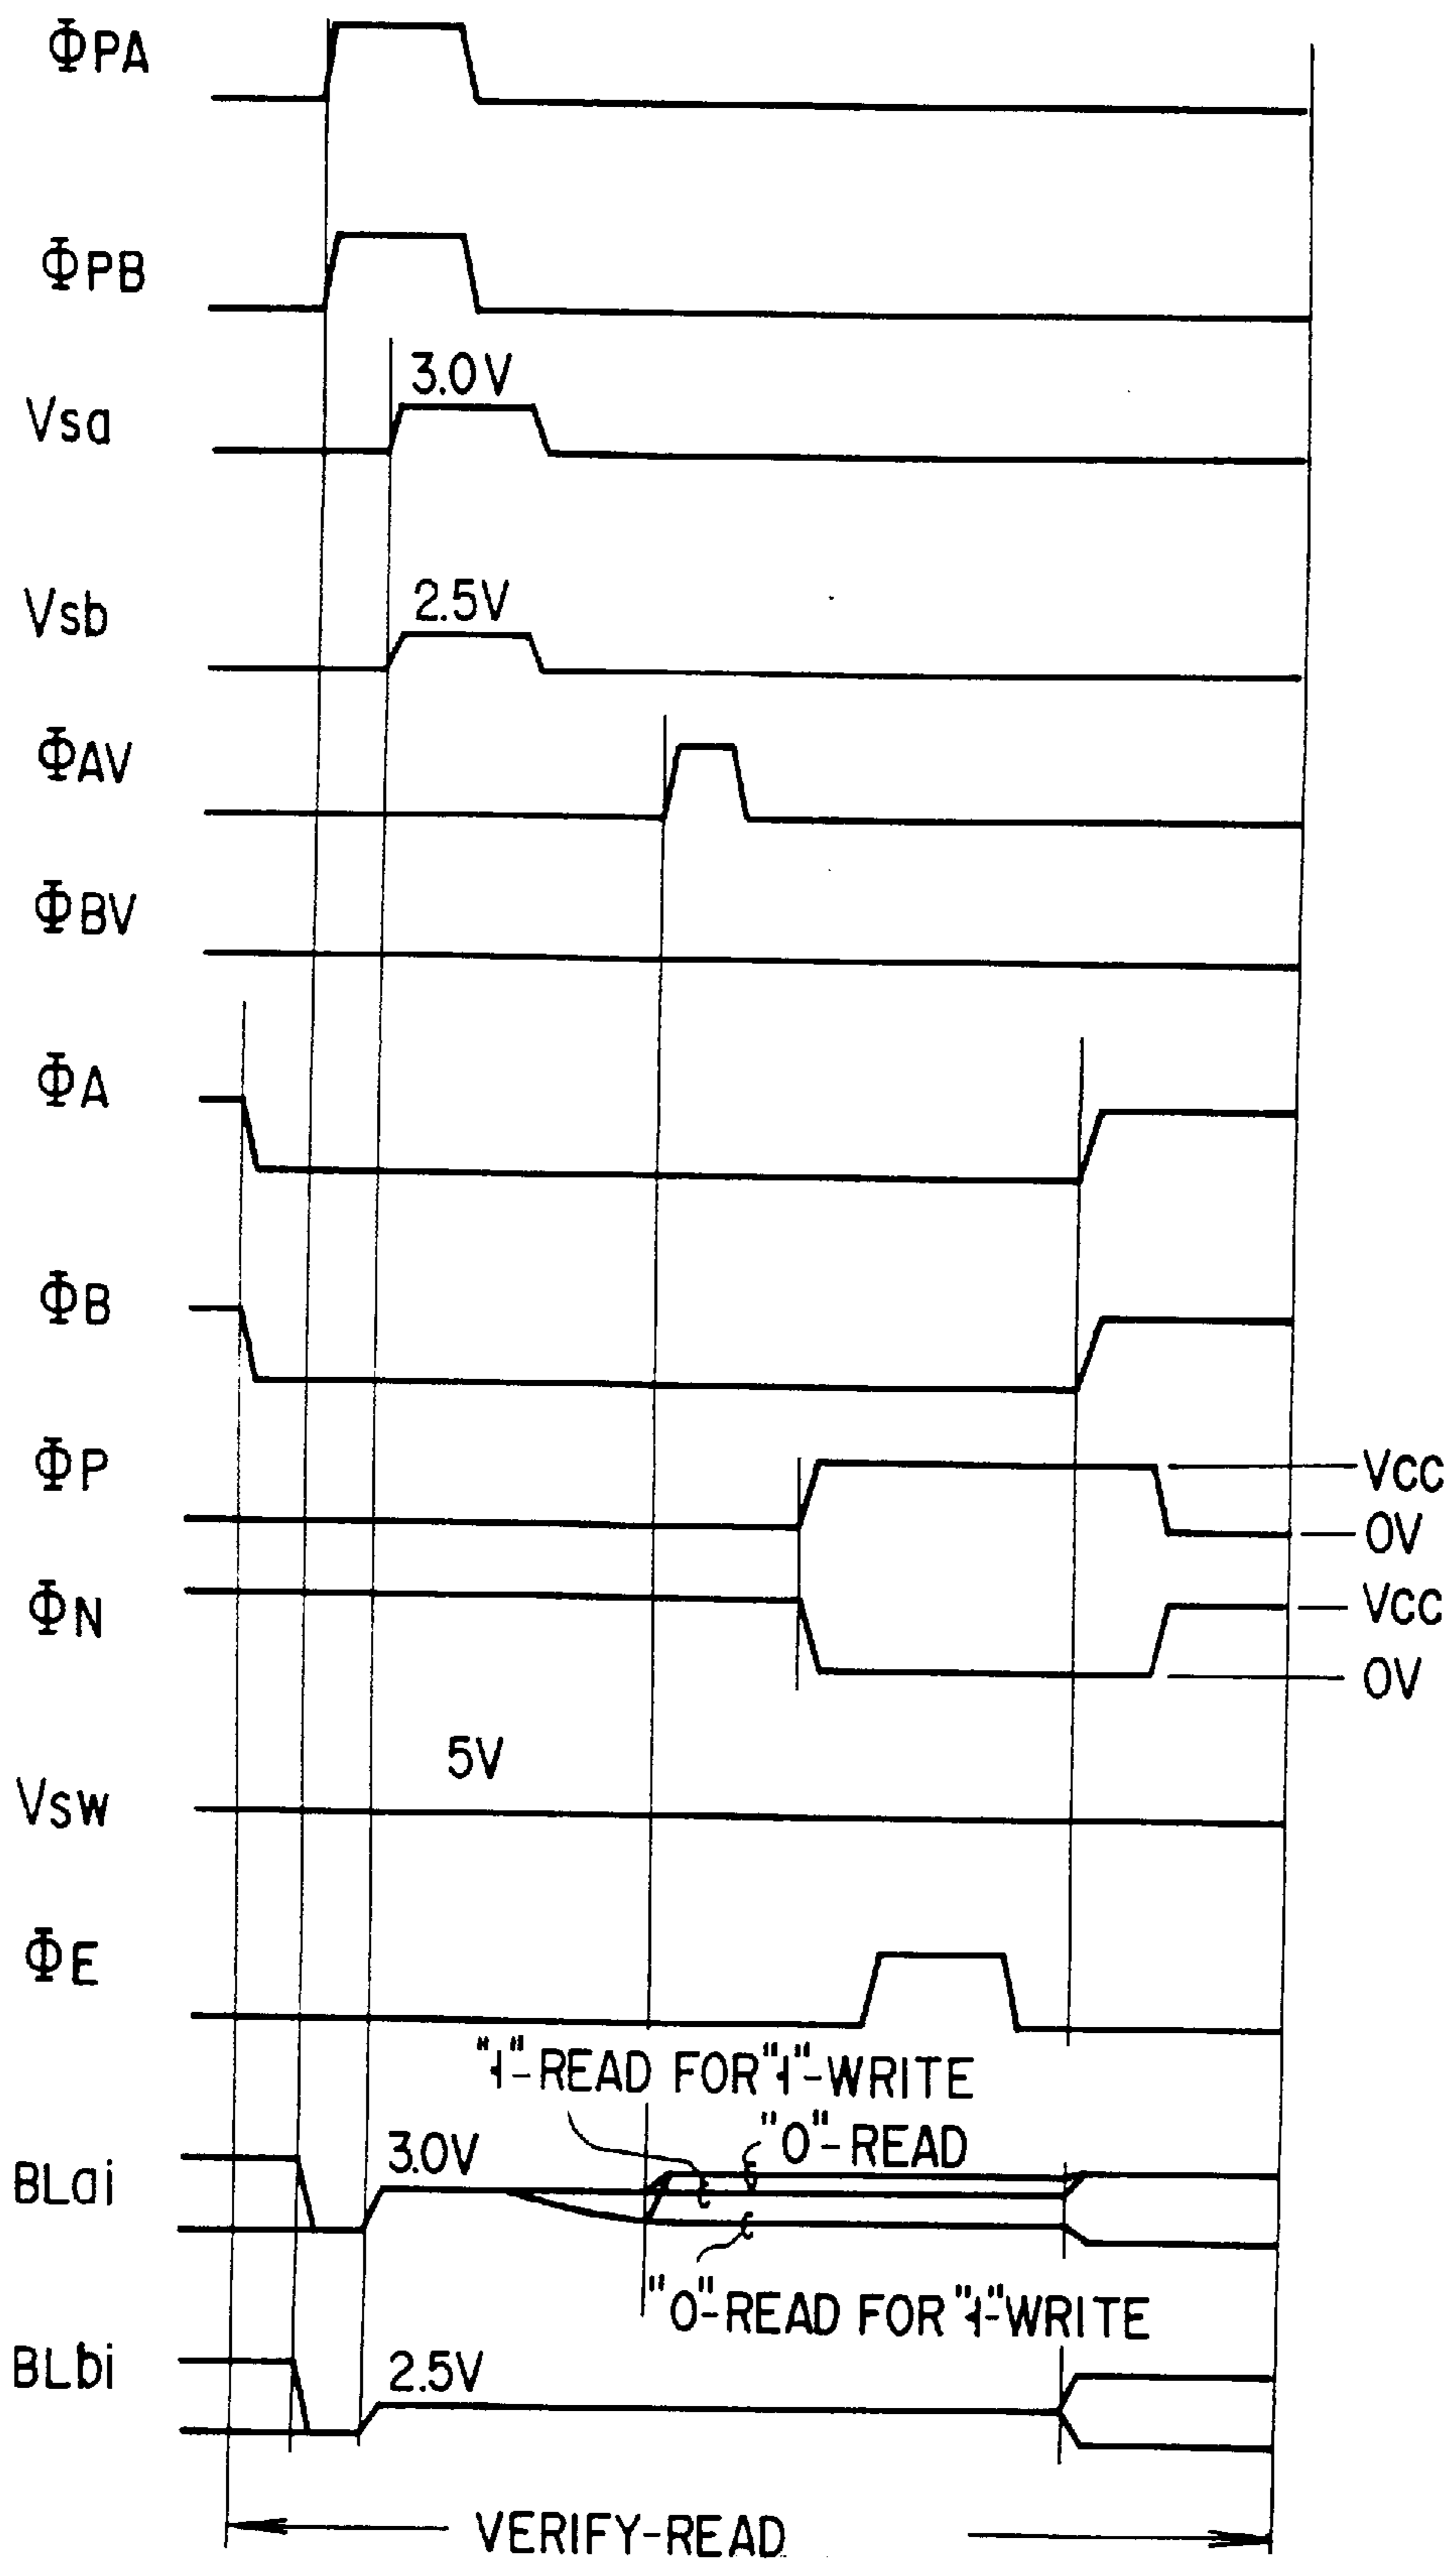 ΦPA
ΦPB
3.0V
Vsa
2.5V
Vsb
ΦAV
ΦBV
ΦA
ΦB
ΦP
VCC
0V
ΦN
VCC
0V
5V
VSW
ΦE
"1"-READ FOR "1"-WRITE
"0"-READ
3.0V
BLai
"0"-READ FOR "1"-WRITE
BLbi
2.5V
VERIFY-READ